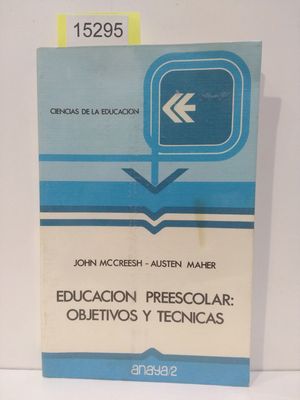 15295
CIENCIAS DE LA EDUCACION
JOHN MCCREESH - AUSTEN MAHER
EDUCACION PREESCOLAR:
OBJETIVOS Y TECNICAS
anaya/2